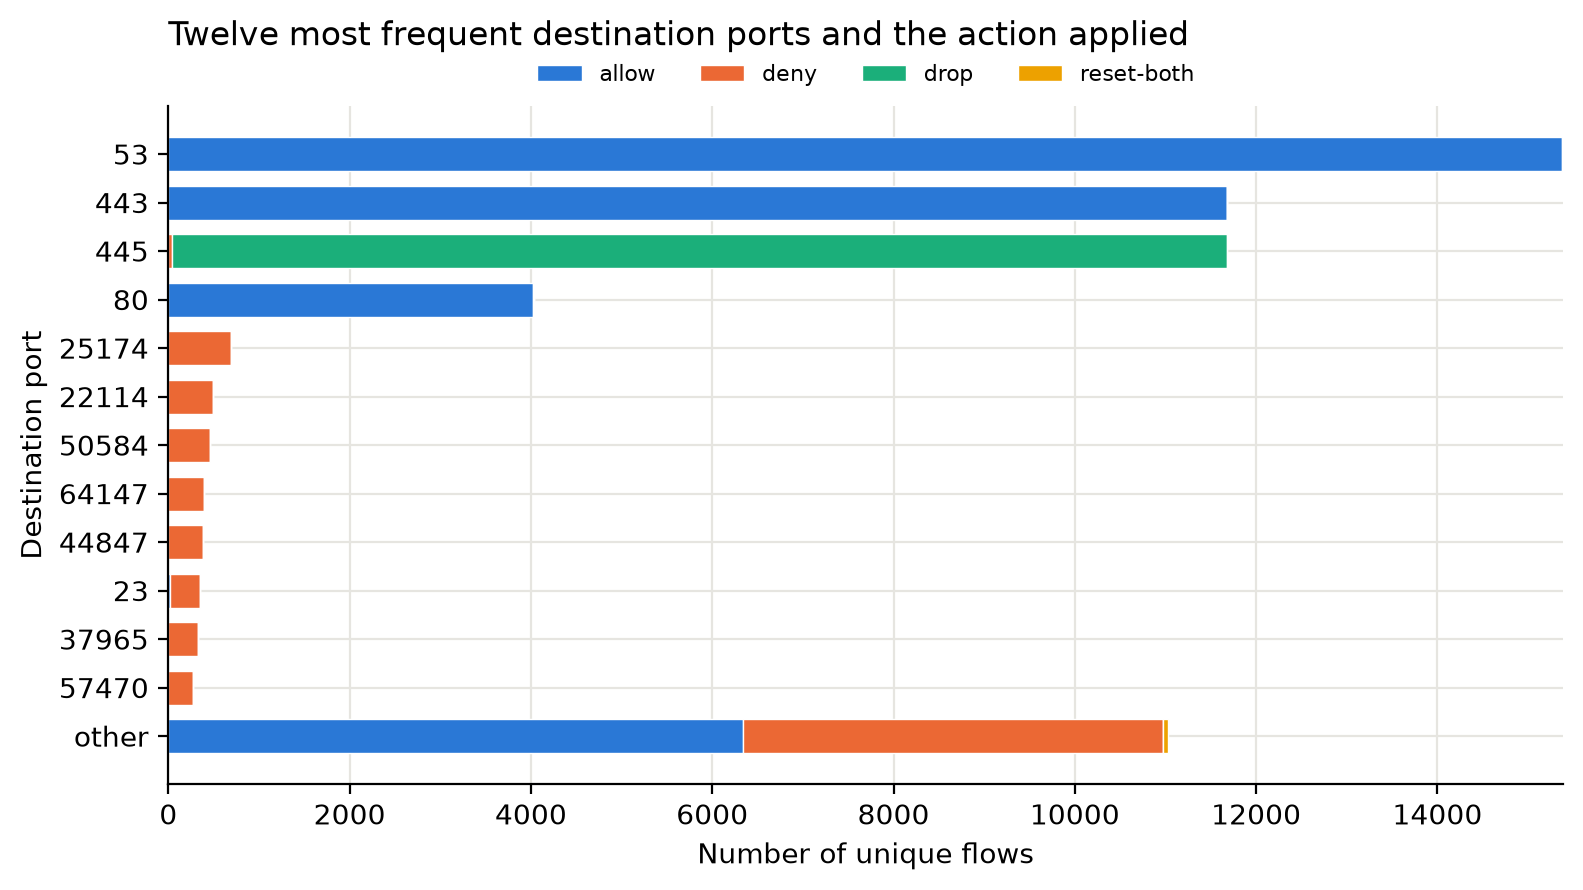 Twelve most frequent destination ports and the action applied
allow deny drop reset-both
Destination port
53
443
445
80
25174
22114
50584
64147
44847
23
37965
57470
other
0 2000 4000 6000 8000 10000 12000 14000
Number of unique flows